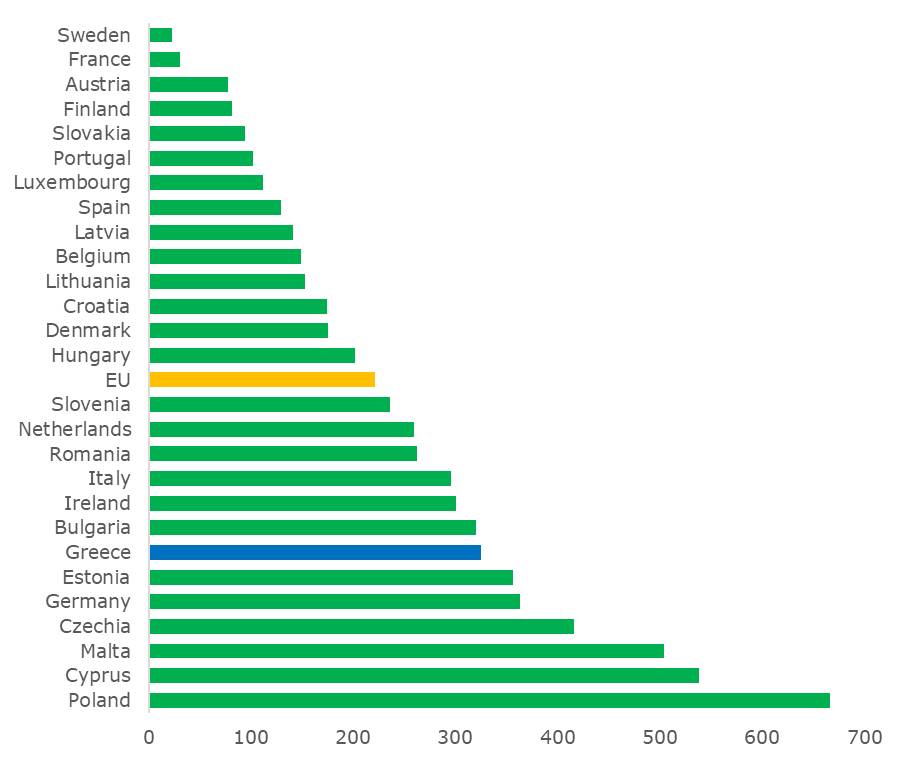 Sweden
France
Austria
Finland
Slovakia
Portugal
Luxembourg
Spain
Latvia
Belgium
Lithuania
Croatia
Denmark
Hungary
EU
Slovenia
Netherlands
Romania
Italy
Ireland
Bulgaria
Greece
Estonia
Germany
Czechia
Malta
Cyprus
Poland
0 100 200 300 400 500 600 700